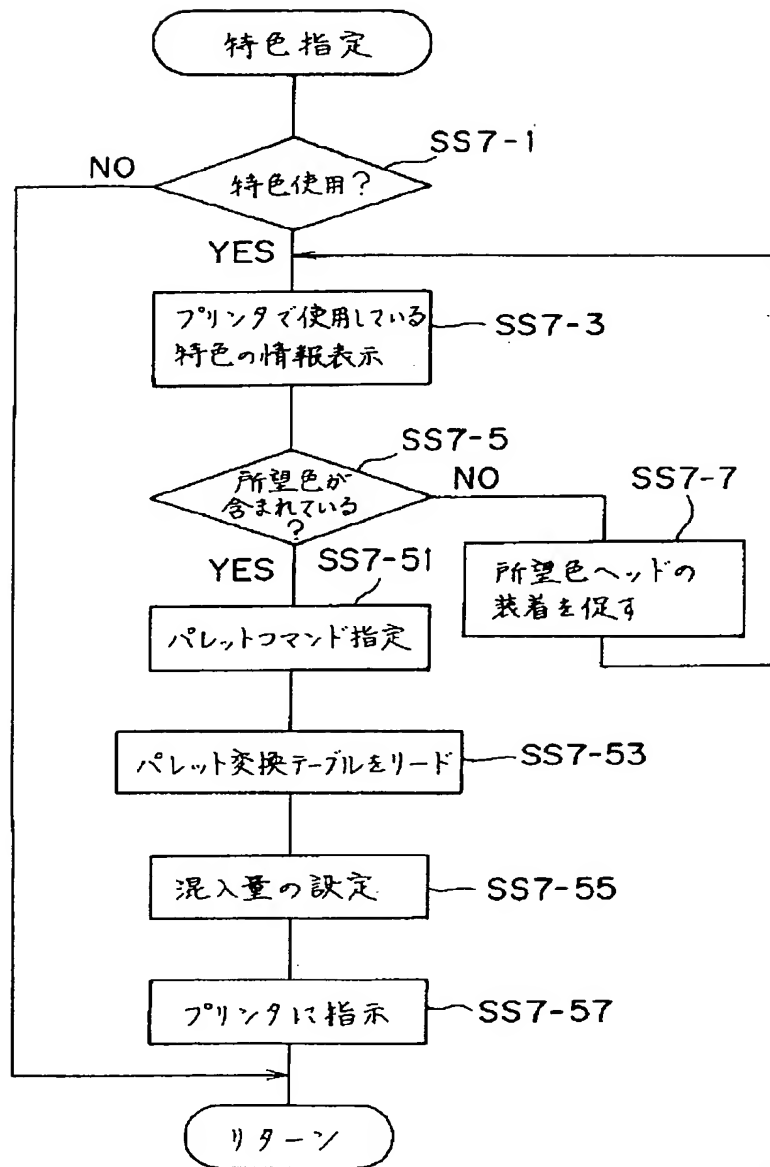 特色指定
SS7-1
NO
特色使用?
YES
プリンタで使用している
特色の情報表示
SS7-3
SS7-5
所望色が
含まれている
?
NO
SS7-7
YES
SS7-51
所望色ヘッドの
装着を促す
パレットコマンド指定
パレット変換テーブルをリード
SS7-53
混入量の設定
SS7-55
プリンタに指示
SS7-57
リターン